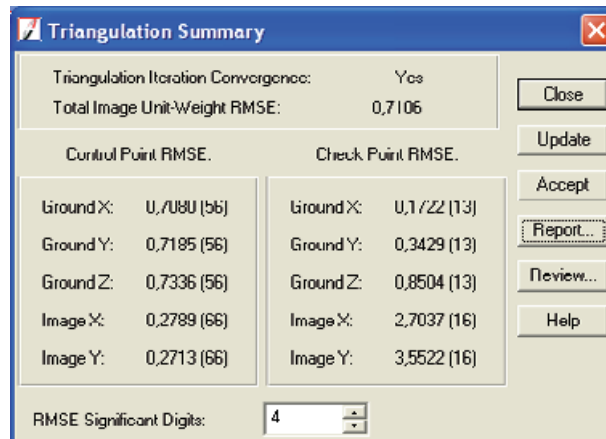 Triangulation Summary
Triangulation Iteration Convergence: Yes
Total Image Unit-Weight RMSE: 0,7106
Close
Update
Accept
Report...
Review...
Help
Control Point RMSE.
Ground X: 0,7080 (56)
Ground Y: 0,7185 (56)
Ground Z: 0,7336 (56)
Image X: 0,2789 (66)
Image Y: 0,2713 (66)
Check Point RMSE.
Ground X: 0,1722 (13)
Ground Y: 0,3429 (13)
Ground Z: 0,8504 (13)
Image X: 2,7037 (16)
Image Y: 3,5522 (16)
RMSE Significant Digits: 4